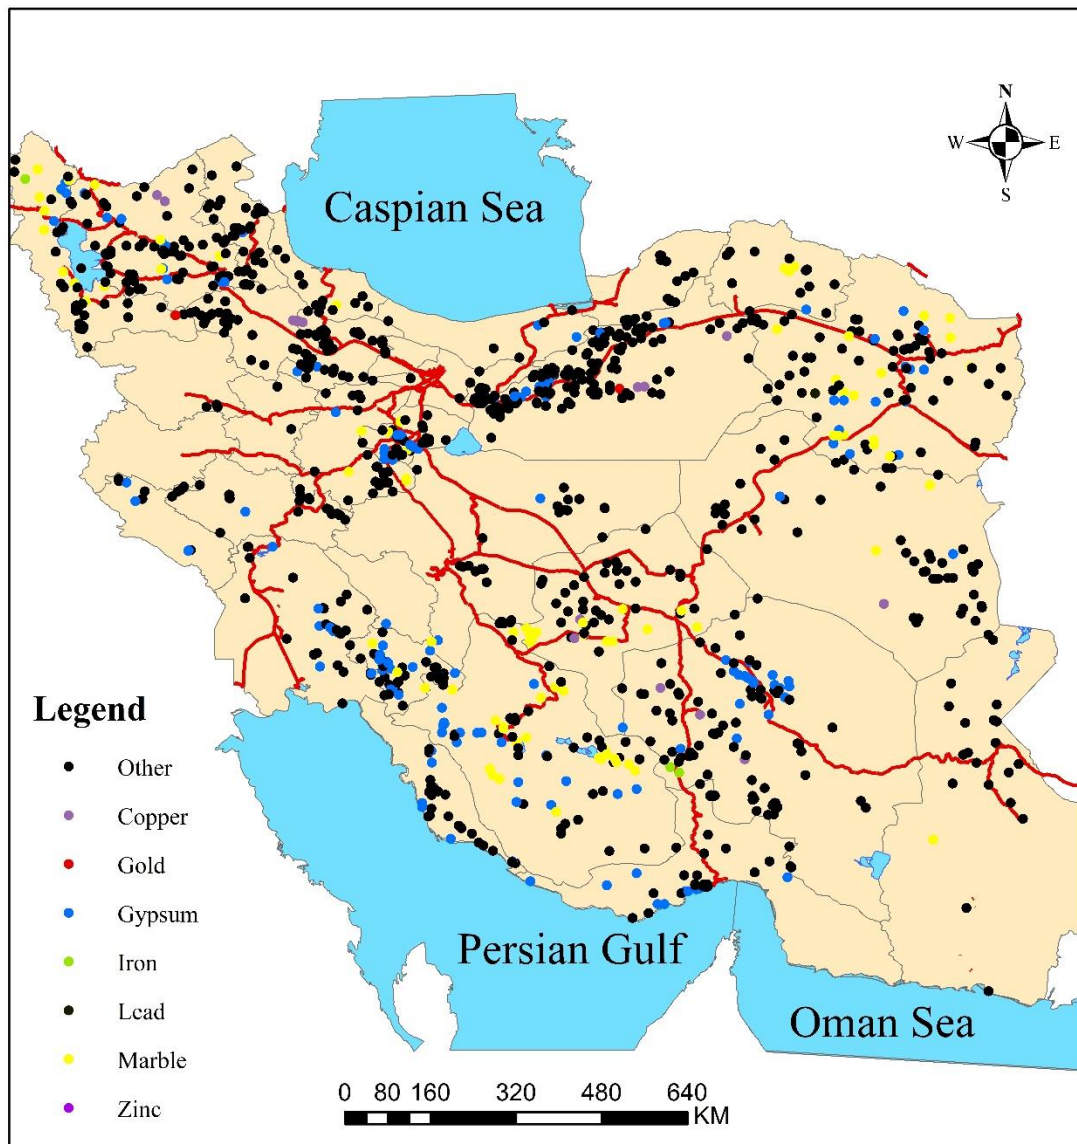 N
W E
S
Caspian Sea
Legend
Other
Copper
Gold
Gypsum
Iron
Lead
Marble
Zinc
Persian Gulf
Oman Sea
0 80 160 320 480 640
KM